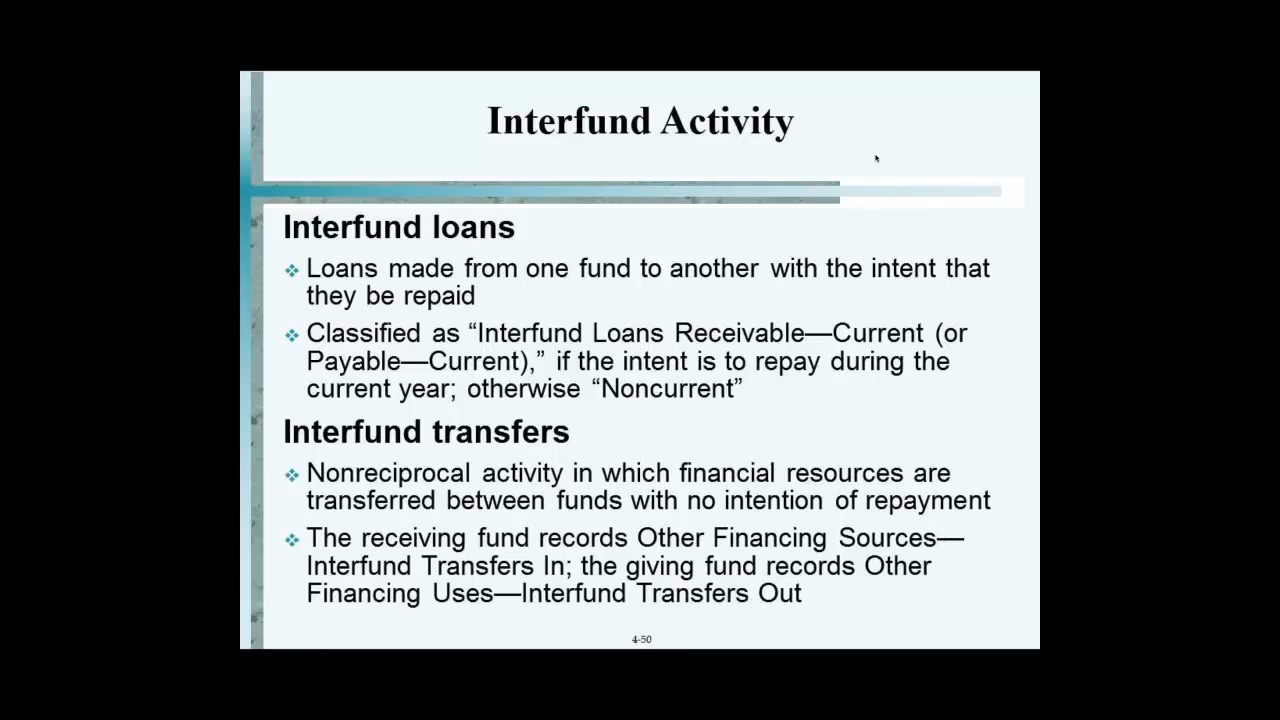 Interfund Activity
Interfund loans
Loans made from one fund to another with the intent that
they be repaid
Classified as “Interfund Loans Receivable—Current (or
Payable—Current),” if the intent is to repay during the
current year; otherwise “Noncurrent”
Interfund transfers
Nonreciprocal activity in which financial resources are
transferred between funds with no intention of repayment
The receiving fund records Other Financing Sources—
Interfund Transfers In; the giving fund records Other
Financing Uses—Interfund Transfers Out
4-50